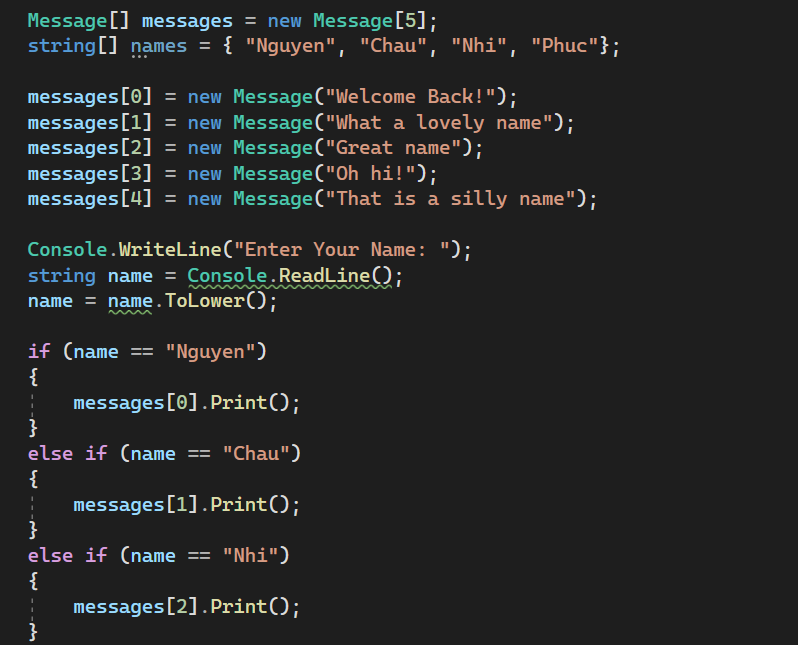 Message[] messages = new Message[5];
string[] names = { "Nguyen", "Chau", "Nhi", "Phuc"};
messages[0] = new Message("Welcome Back!");
messages[1] = new Message("What a lovely name");
messages[2] = new Message("Great name");
messages[3] = new Message("Oh hi!");
messages[4] = new Message("That is a silly name");
Console.WriteLine("Enter Your Name: ");
string name = Console.ReadLine();
name = name.ToLower();
if (name == "Nguyen")
{
    messages[0].Print();
}
else if (name == "Chau")
{
    messages[1].Print();
}
else if (name == "Nhi")
{
    messages[2].Print();
}